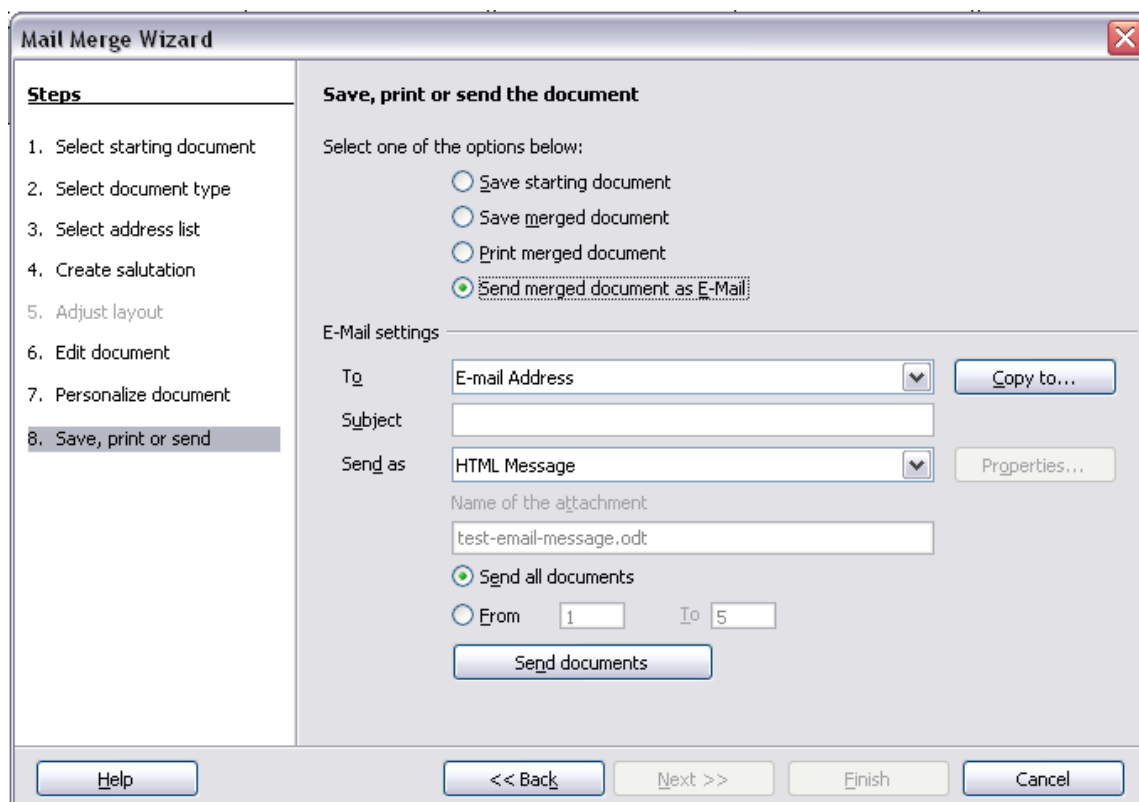 Mail Merge Wizard
Steps
1. Select starting document
2. Select document type
3. Select address list
4. Create salutation
5. Adjust layout
6. Edit document
7. Personalize document
8. Save, print or send
Save, print or send the document
Select one of the options below:
Save starting document
Save merged document
Print merged document
Send merged document as E-Mail
E-Mail settings
To E-mail Address Copy to...
Subject
Send as HTML Message Properties...
Name of the attachment
test-email-message.odt
Send all documents
From 1 To 5
Send documents
Help << Back Next >> Finish Cancel